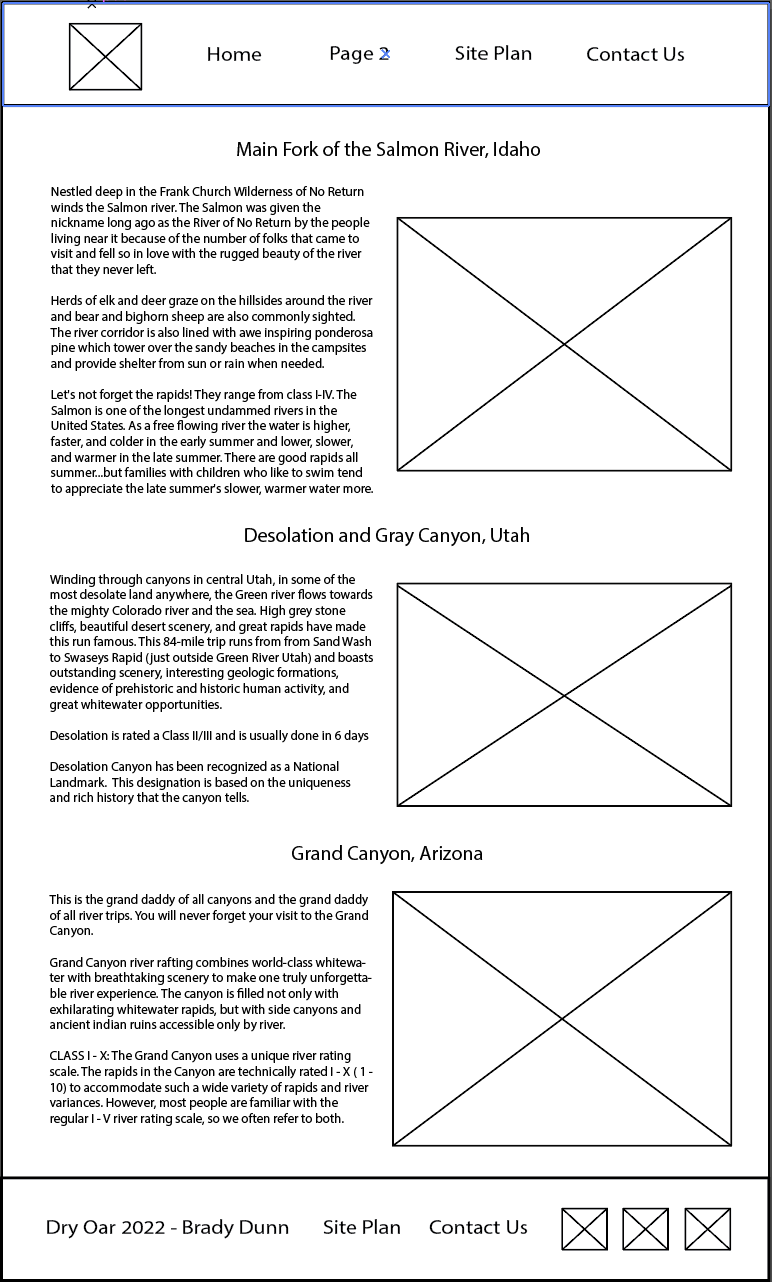 Home Page 2 Site Plan Contact Us
Main Fork of the Salmon River, Idaho
Nestled deep in the Frank Church Wilderness of No Return
winds the Salmon river. The Salmon was given the
nickname long ago as the River of No Return by the people
living near it because of the number of folks that came to
visit and fell so in love with the rugged beauty of the river
that they never left.
Herds of elk and deer graze on the hillsides around the river
and bear and bighorn sheep are also commonly sighted.
The river corridor is also lined with awe inspiring ponderosa
pine which tower over the sandy beaches in the campsites
and provide shelter from sun or rain when needed.
Let's not forget the rapids! They range from class I-IV. The
Salmon is one of the longest undammed rivers in the
United States. As a free flowing river the water is higher,
faster, and colder in the early summer and lower, slower,
and warmer in the late summer. There are good rapids all
summer...but families with children who like to swim tend
to appreciate the late summer's slower, warmer water more.
Desolation and Gray Canyon, Utah
Winding through canyons in central Utah, in some of the
most desolate land anywhere, the Green river flows towards
the mighty Colorado river and the sea. High grey stone
cliffs, beautiful desert scenery, and great rapids have made
this run famous. This 84-mile trip runs from from Sand Wash
to Swaseys Rapid (just outside Green River Utah) and boasts
outstanding scenery, interesting geologic formations,
evidence of prehistoric and historic human activity, and
great whitewater opportunities.
Desolation is rated a Class II/III and is usually done in 6 days
Desolation Canyon has been recognized as a National
Landmark.  This designation is based on the uniqueness
and rich history that the canyon tells.
Grand Canyon, Arizona
This is the grand daddy of all canyons and the grand daddy
of all river trips. You will never forget your visit to the Grand
Canyon.
Grand Canyon river rafting combines world-class whitewa-
ter with breathtaking scenery to make one truly unforgetta-
ble river experience. The canyon is filled not only with
exhilarating whitewater rapids, but with side canyons and
ancient indian ruins accessible only by river.
CLASS I - X: The Grand Canyon uses a unique river rating
scale. The rapids in the Canyon are technically rated I - X ( 1 -
10) to accommodate such a wide variety of rapids and river
variances. However, most people are familiar with the
regular I - V river rating scale, so we often refer to both.
Dry Oar 2022 - Brady Dunn Site Plan Contact Us